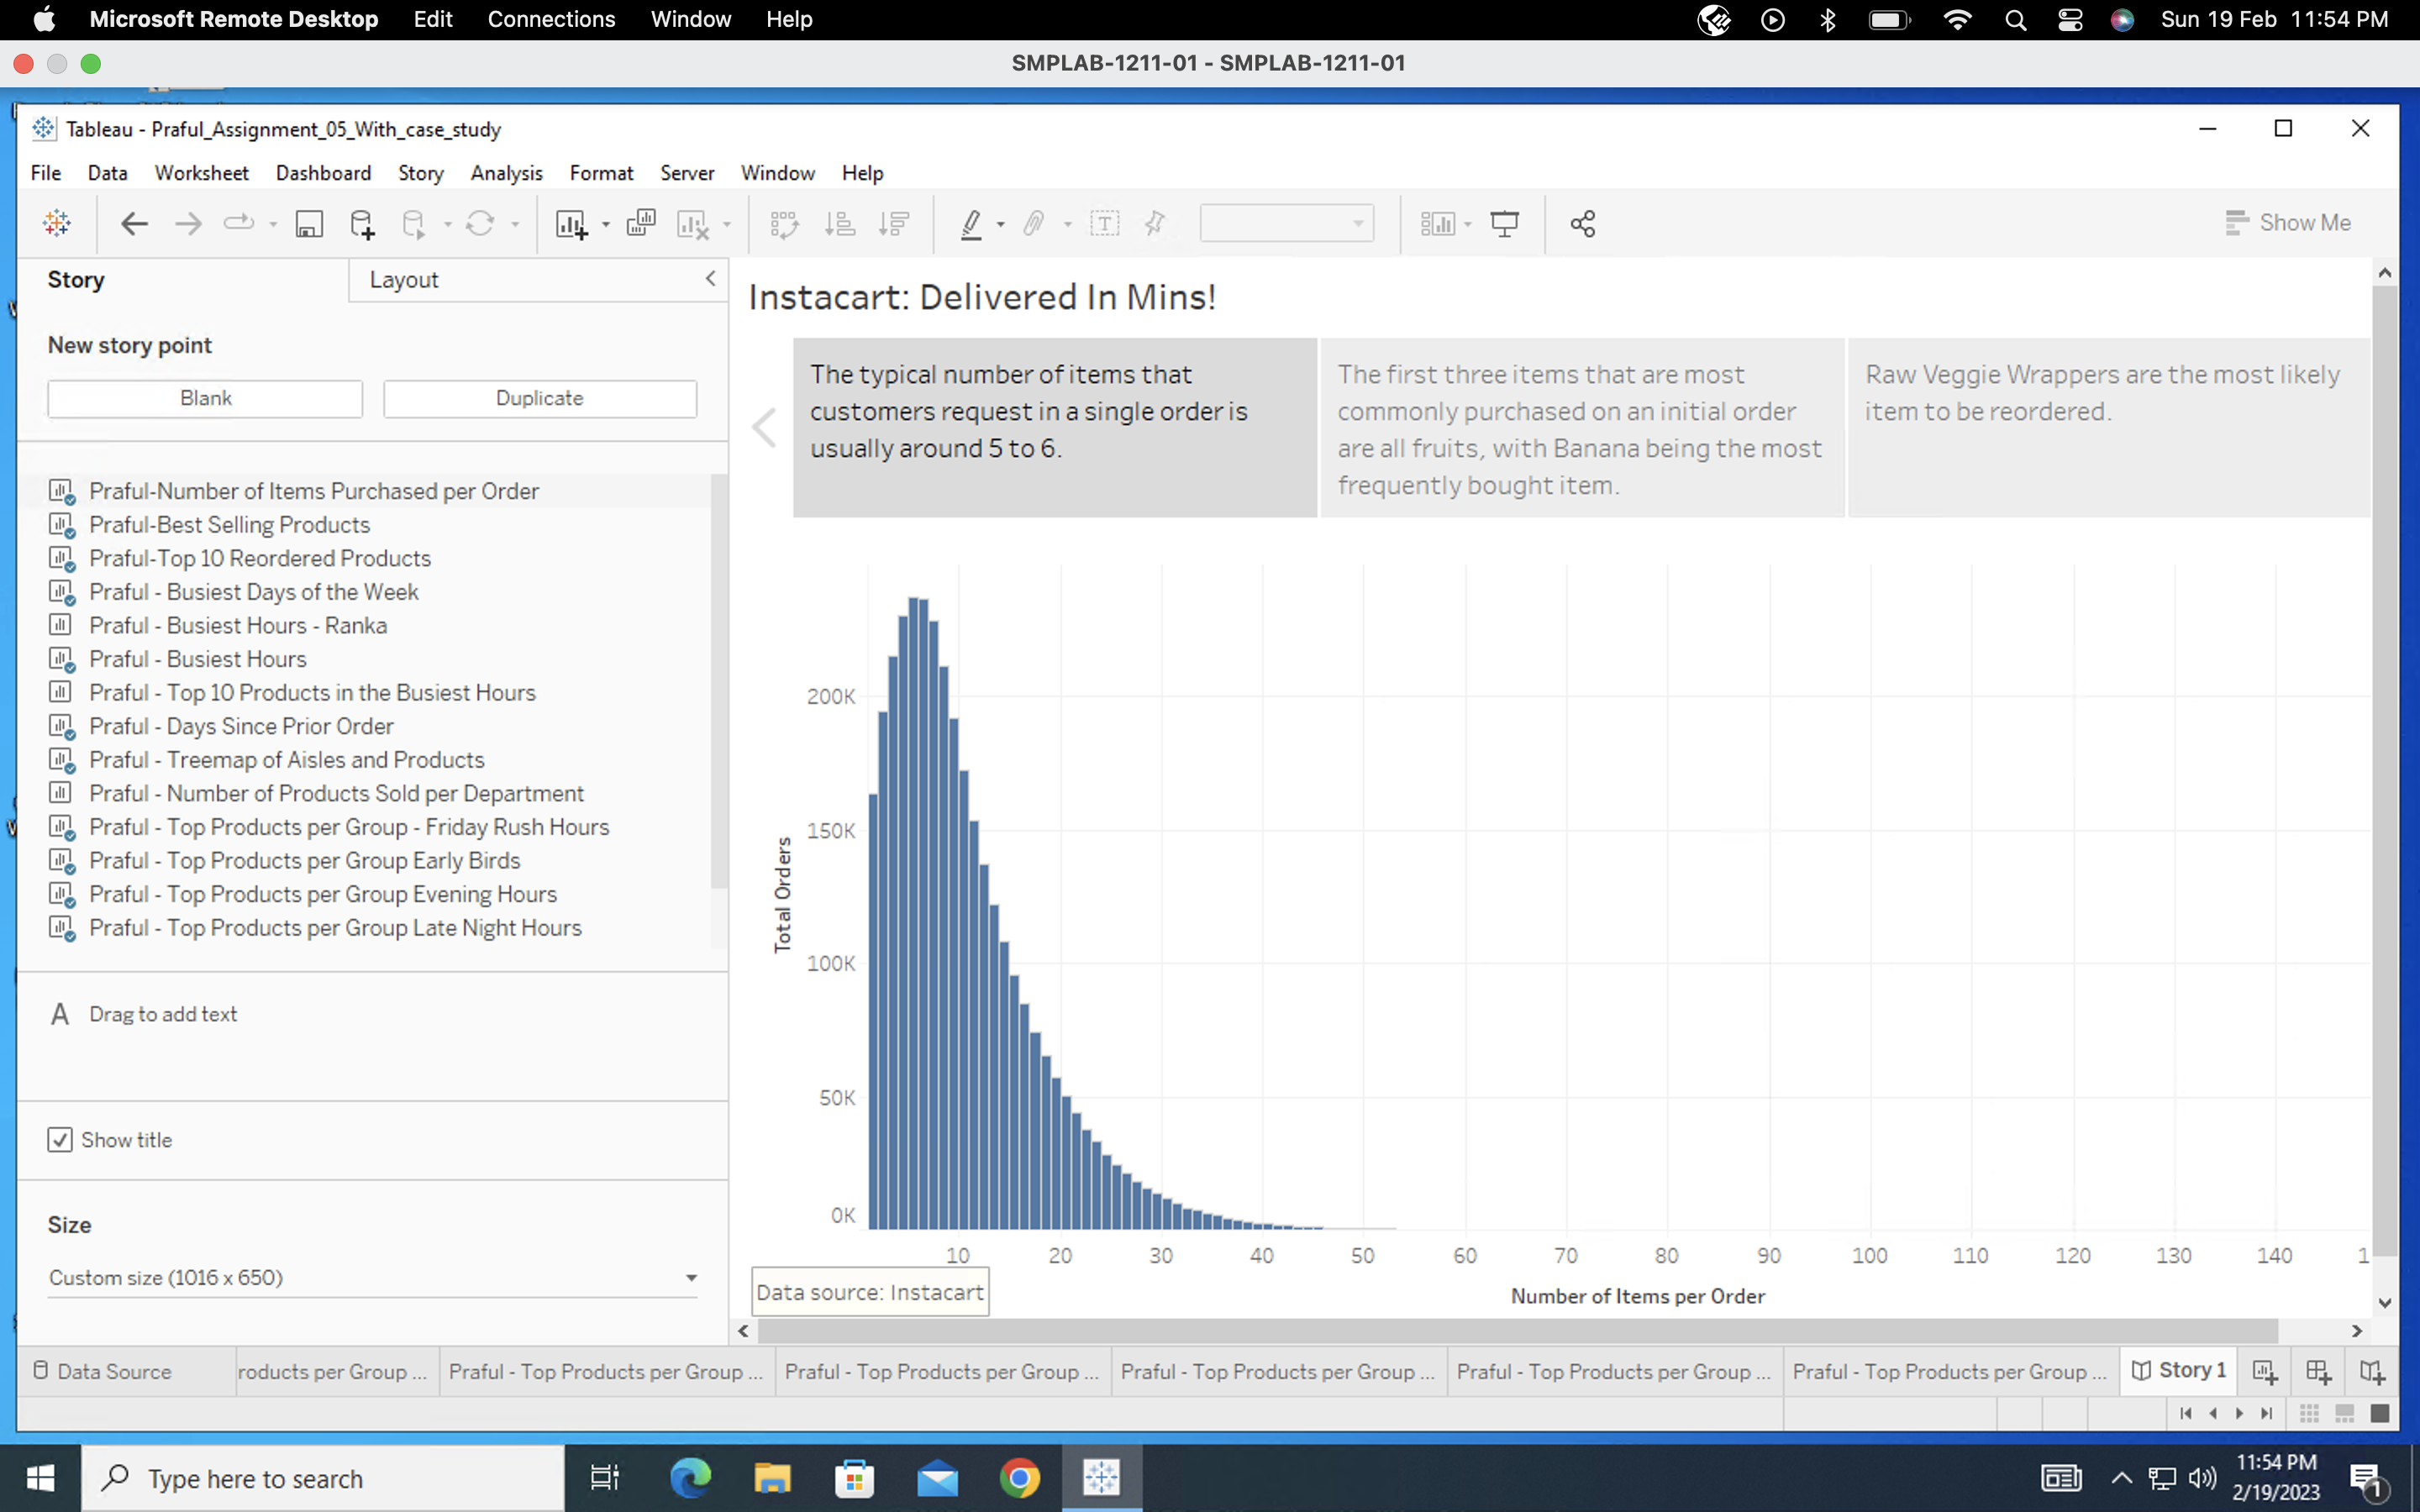 Microsoft Remote Desktop Edit Connections Window Help Sun 19 Feb 11:54 PM
SMPLAB-1211-01 - SMPLAB-1211-01
Tableau - Praful_Assignment_05_With_case_study
File Data Worksheet Dashboard Story Analysis Format Server Window Help
Show Me
Story Layout
New story point
Blank Duplicate
Praful-Number of Items Purchased per Order
Praful-Best Selling Products
Praful-Top 10 Reordered Products
Praful - Busiest Days of the Week
Praful - Busiest Hours - Ranka
Praful - Busiest Hours
Praful - Top 10 Products in the Busiest Hours
Praful - Days Since Prior Order
Praful - Treemap of Aisles and Products
Praful - Number of Products Sold per Department
Praful - Top Products per Group - Friday Rush Hours
Praful - Top Products per Group Early Birds
Praful - Top Products per Group Evening Hours
Praful - Top Products per Group Late Night Hours
A Drag to add text
Show title
Size
Custom size (1016 x 650)
Instacart: Delivered In Mins!
The typical number of items that
customers request in a single order is
usually around 5 to 6.
The first three items that are most
commonly purchased on an initial order
are all fruits, with Banana being the most
frequently bought item.
Raw Veggie Wrappers are the most likely
item to be reordered.
Total Orders
200K
150K
100K
50K
0K
10 20 30 40 50 60 70 80 90 100 110 120 130 140 1
Number of Items per Order
Data source: Instacart
Data Source roducts per Group ... Praful - Top Products per Group ... Praful - Top Products per Group ... Praful - Top Products per Group ... Praful - Top Products per Group ... Praful - Top Products per Group ... Story 1
Type here to search
11:54 PM
2/19/2023
1